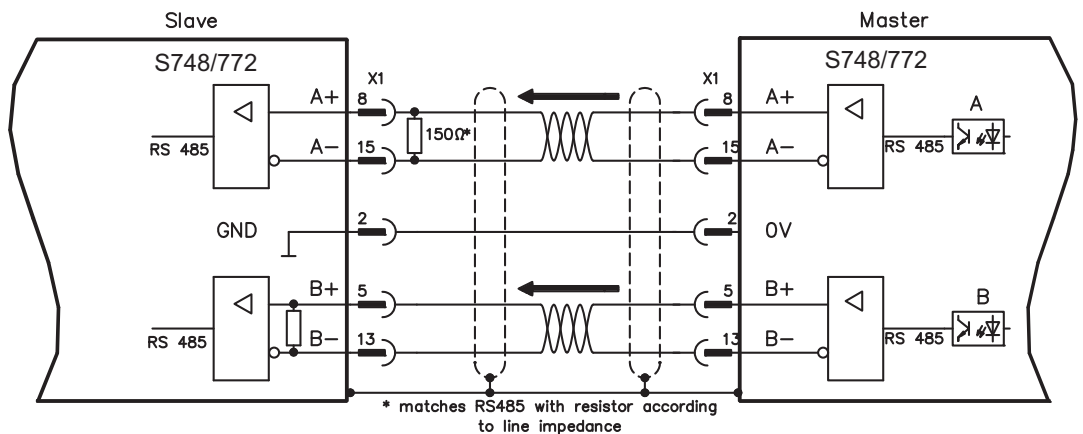 Slave
Master
S748/772
S748/772
X1
X1
A+
8
8
A+
A
150Ω*
RS 485
A-
15
15
A-
RS 485
GND
2
2
0V
B+
5
5
B+
B
RS 485
B-
13
13
B-
RS 485
* matches RS485 with resistor according
to line impedance